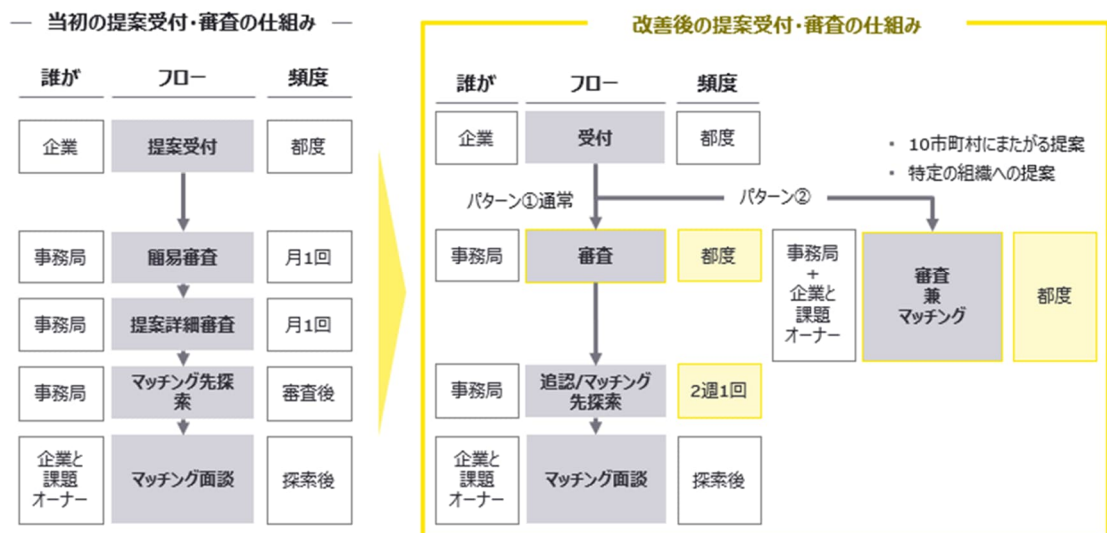 当初の提案受付・審査の仕組み
誰が
フロー
頻度
企業
提案受付
都度
事務局
簡易審査
月1回
事務局
提案詳細審査
月1回
事務局
マッチング先探
索
審査後
企業と
課題
オーナー
マッチング面談
探索後
改善後の提案受付・審査の仕組み
誰が
フロー
頻度
企業
受付
都度
• 10市町村にまたがる提案
• 特定の組織への提案
パターン①通常
パターン②
事務局
審査
都度
事務局
+
企業と
課題
オーナー
審査
兼
マッチング
都度
事務局
追認/マッチング
先探索
2週1回
企業と
課題
オーナー
マッチング面談
探索後